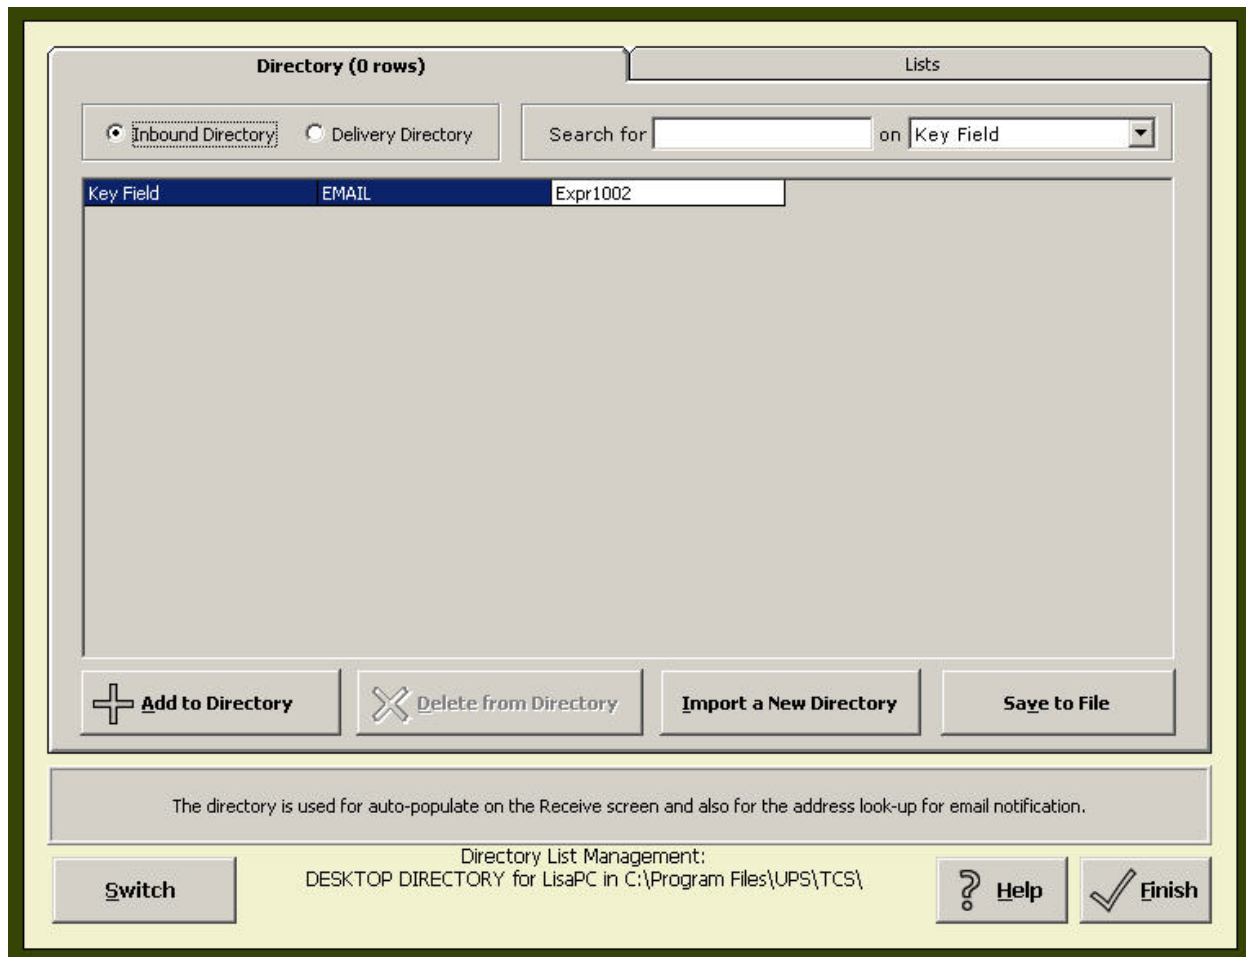 Directory (0 rows) Lists
Inbound Directory Delivery Directory Search for on Key Field
Key Field EMAIL Expr1002
Add to Directory Delete from Directory Import a New Directory Save to File
The directory is used for auto-populate on the Receive screen and also for the address look-up for email notification.
Directory List Management:
DESKTOP DIRECTORY for LisaPC in C:\Program Files\UPS\TCS\
Switch Help Finish